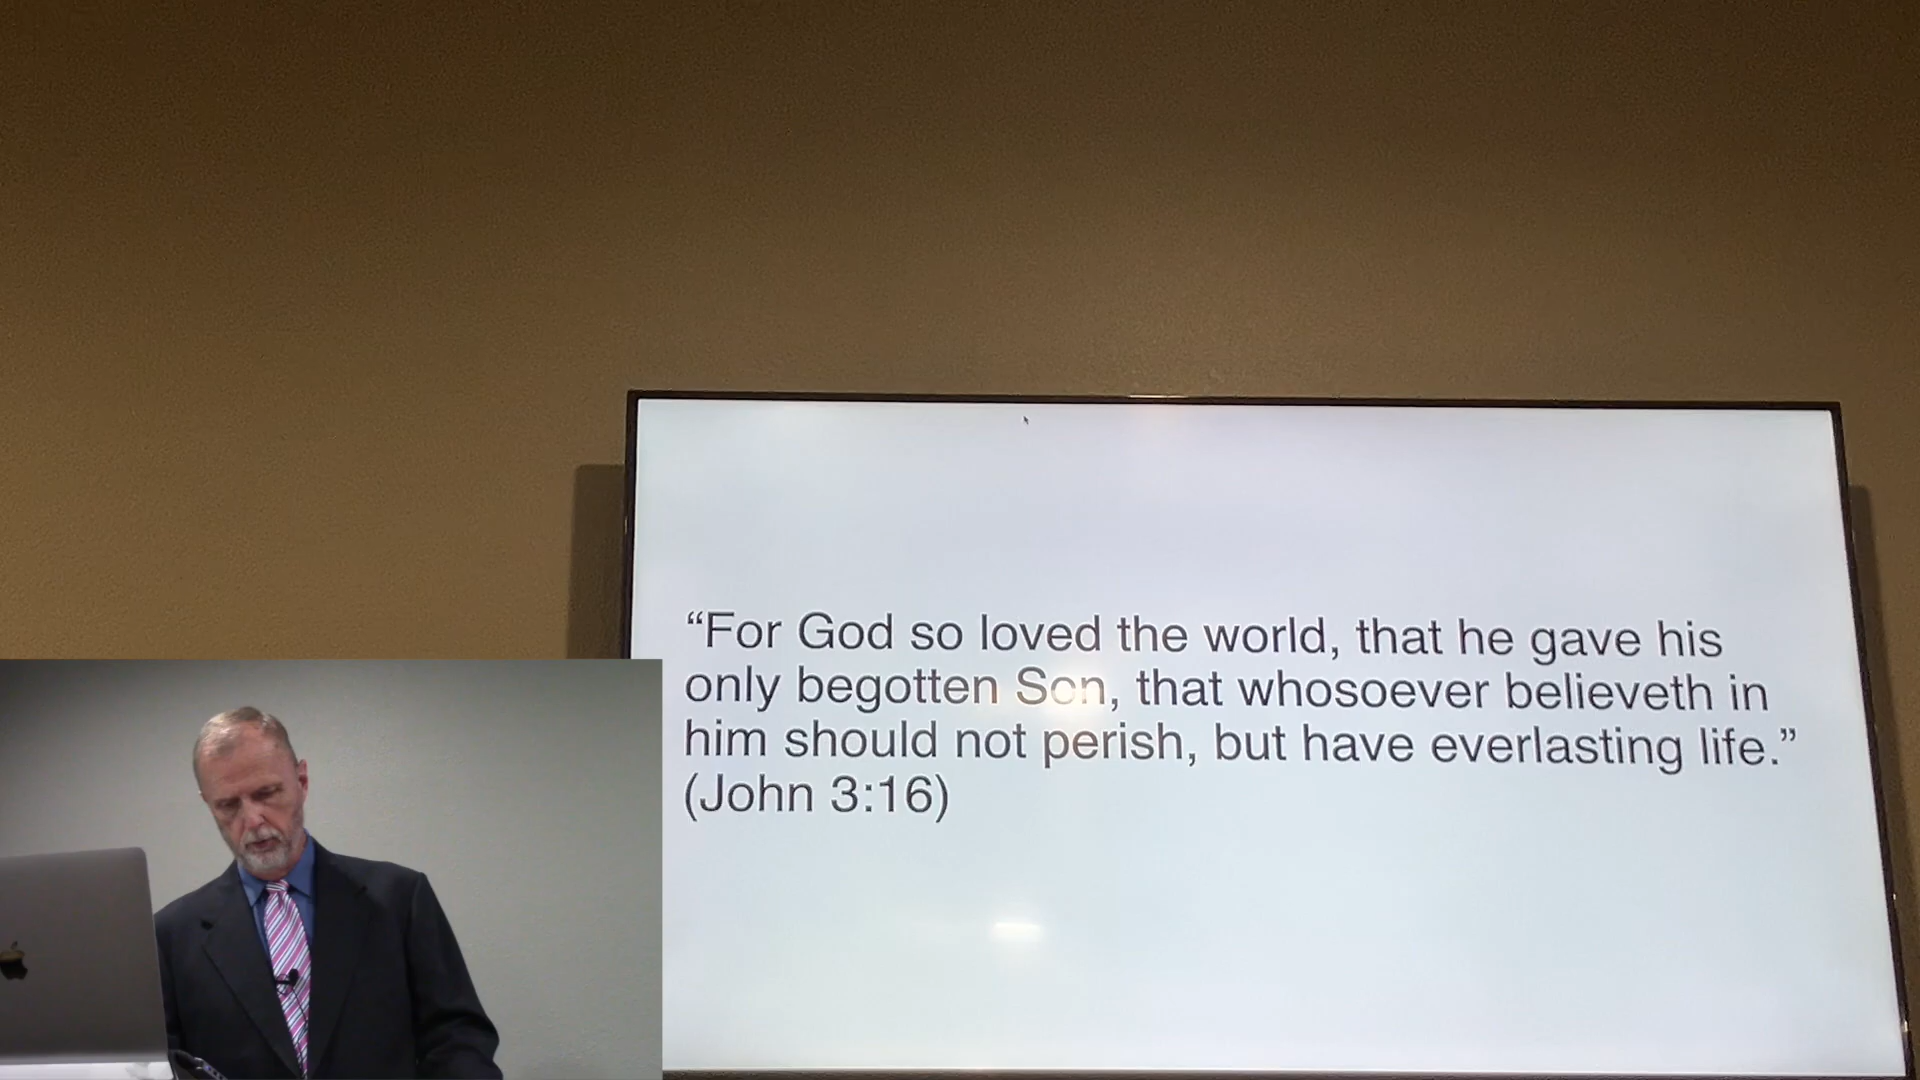 “For God so loved the world, that he gave his
only begotten Son, that whosoever believeth in
him should not perish, but have everlasting life.”
(John 3:16)